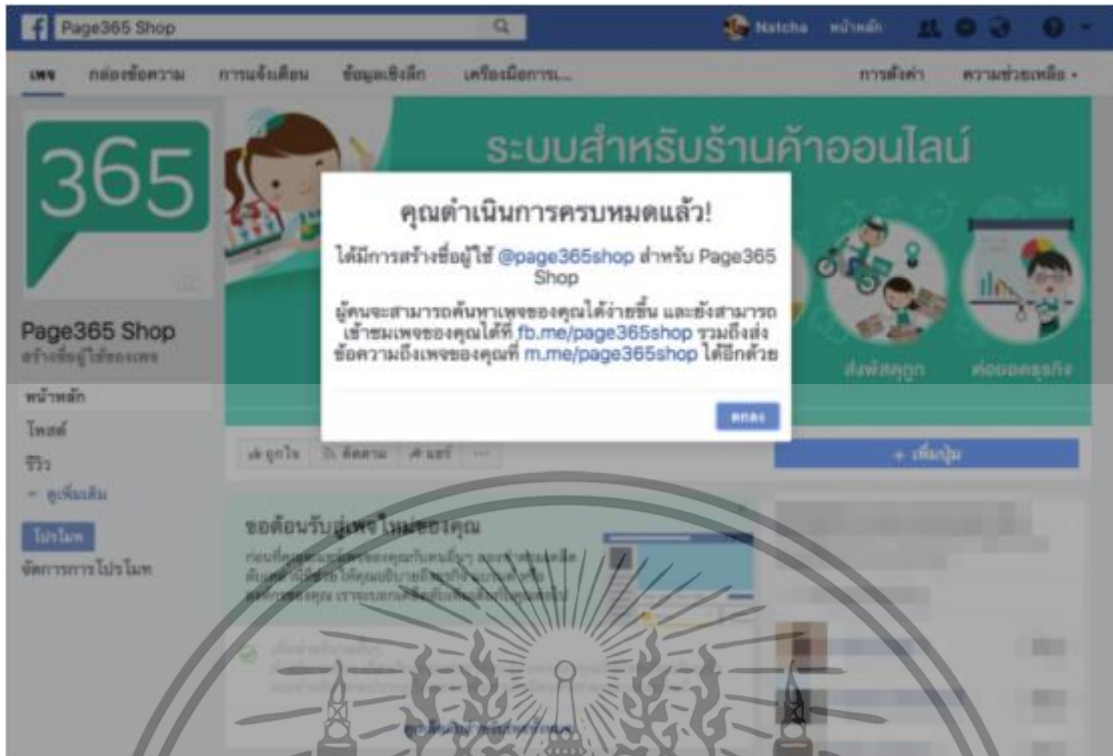 Page365 Shop
Natcha หน้าหลัก
เพจ กล่องข้อความ การแจ้งเตือน ข้อมูลเชิงลึก เครื่องมือการเ... การตั้งค่า ความช่วยเหลือ
365
ระบบสำหรับร้านค้าออนไลน์
คุณดำเนินการครบหมดแล้ว!
ได้มีการสร้างชื่อผู้ใช้ @page365shop สำหรับ Page365
Shop
ผู้คนจะสามารถค้นหาเพจของคุณได้ง่ายขึ้น และยังสามารถ
เข้าชมเพจของคุณได้ที่ fb.me/page365shop รวมถึงส่ง
ข้อความถึงเพจของคุณที่ m.me/page365shop ได้อีกด้วย
ตกลง
ส่งพัสดุถูก ต่อยอดธุรกิจ
Page365 Shop
สร้างชื่อผู้ใช้ของเพจ
หน้าหลัก
โพสต์
รีวิว
ดูเพิ่มเติม
โปรโมท
จัดการการโปรโมท
ถูกใจ ติดตาม แชร์ ...
+ เพิ่มปุ่ม
ขอต้อนรับสู่เพจใหม่ของคุณ